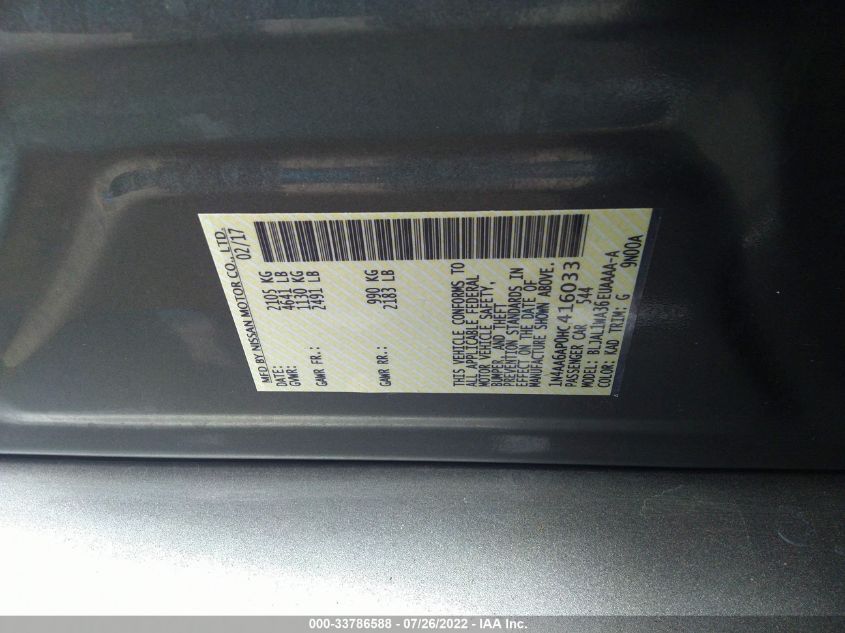 MFD BY NISSAN MOTOR CO., LTD.
DATE: 02/17
GVWR: 2105 KG
4641 LB
GAWR FR.: 1130 KG
2491 LB
GAWR RR.: 990 KG
2183 LB
THIS VEHICLE CONFORMS TO
ALL APPLICABLE FEDERAL
MOTOR VEHICLE SAFETY,
BUMPER, AND THEFT
PREVENTION STANDARDS IN
EFFECT ON THE DATE OF
MANUFACTURE SHOWN ABOVE.
1N4AA6AP0HC416033
PASSENGER CAR 544
MODEL: BLJALLWA36EUAAAA-A
COLOR: KAD TRIM: G 9N00A
000-33786588 - 07/26/2022 - IAA Inc.